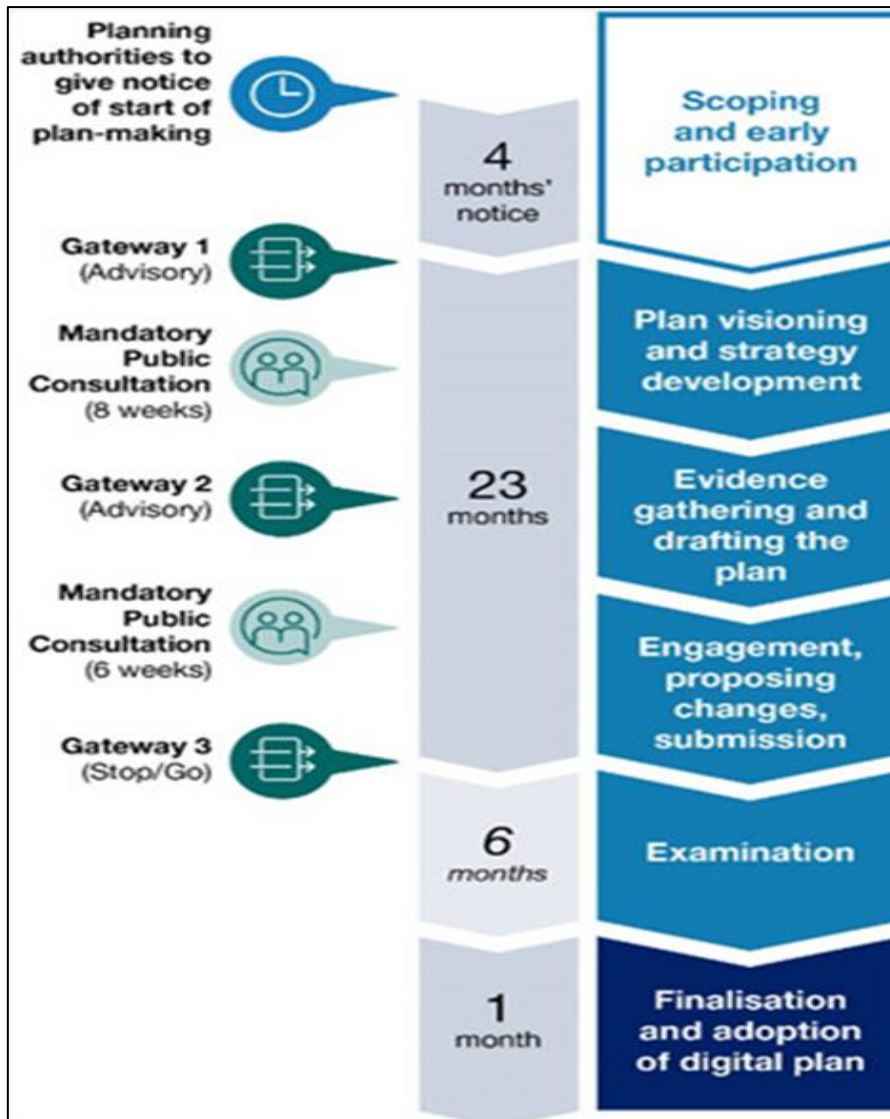 Planning
authorities to
give notice
of start of
plan-making
4
months'
notice
Scoping
and early
participation
Gateway 1
(Advisory)
Mandatory
Public
Consultation
(8 weeks)
Gateway 2
(Advisory)
Mandatory
Public
Consultation
(6 weeks)
Gateway 3
(Stop/Go)
23
months
Plan visioning
and strategy
development
Evidence
gathering and
drafting the
plan
Engagement,
proposing
changes,
submission
6
months
Examination
1
month
Finalisation
and adoption
of digital plan